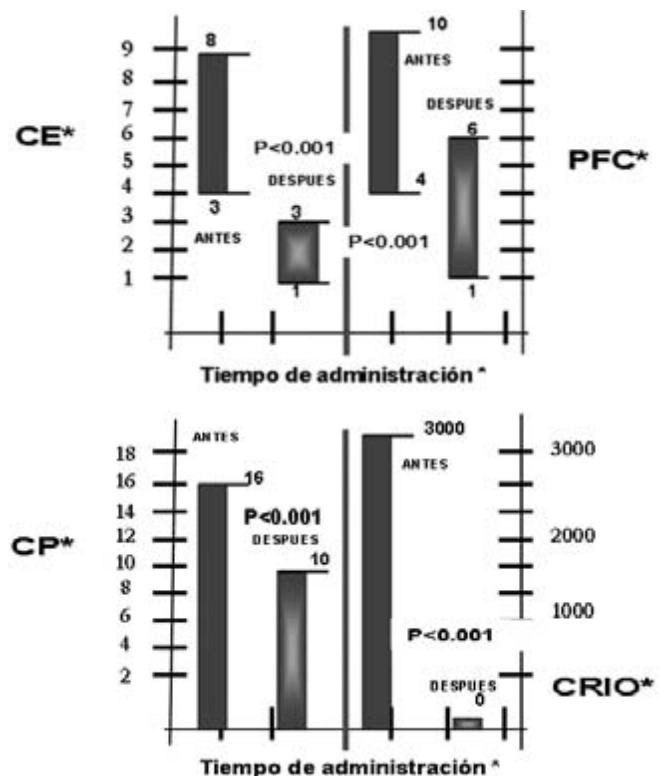 8
10
9
8
7
6
5
4
3
2
1
CE*
ANTES
DESPUES
6
P<0.001
DESPUES
3
3
ANTES
4
P<0.001
1
1
PFC*
Tiempo de administración ^
ANTES
3000
18
16
14
12
10
8
6
4
2
CP*
16
ANTES
P<0.001
DESPUES
10
3000
2000
1000
P<0.001
DESPUES
0
CRIO*
Tiempo de administración ^